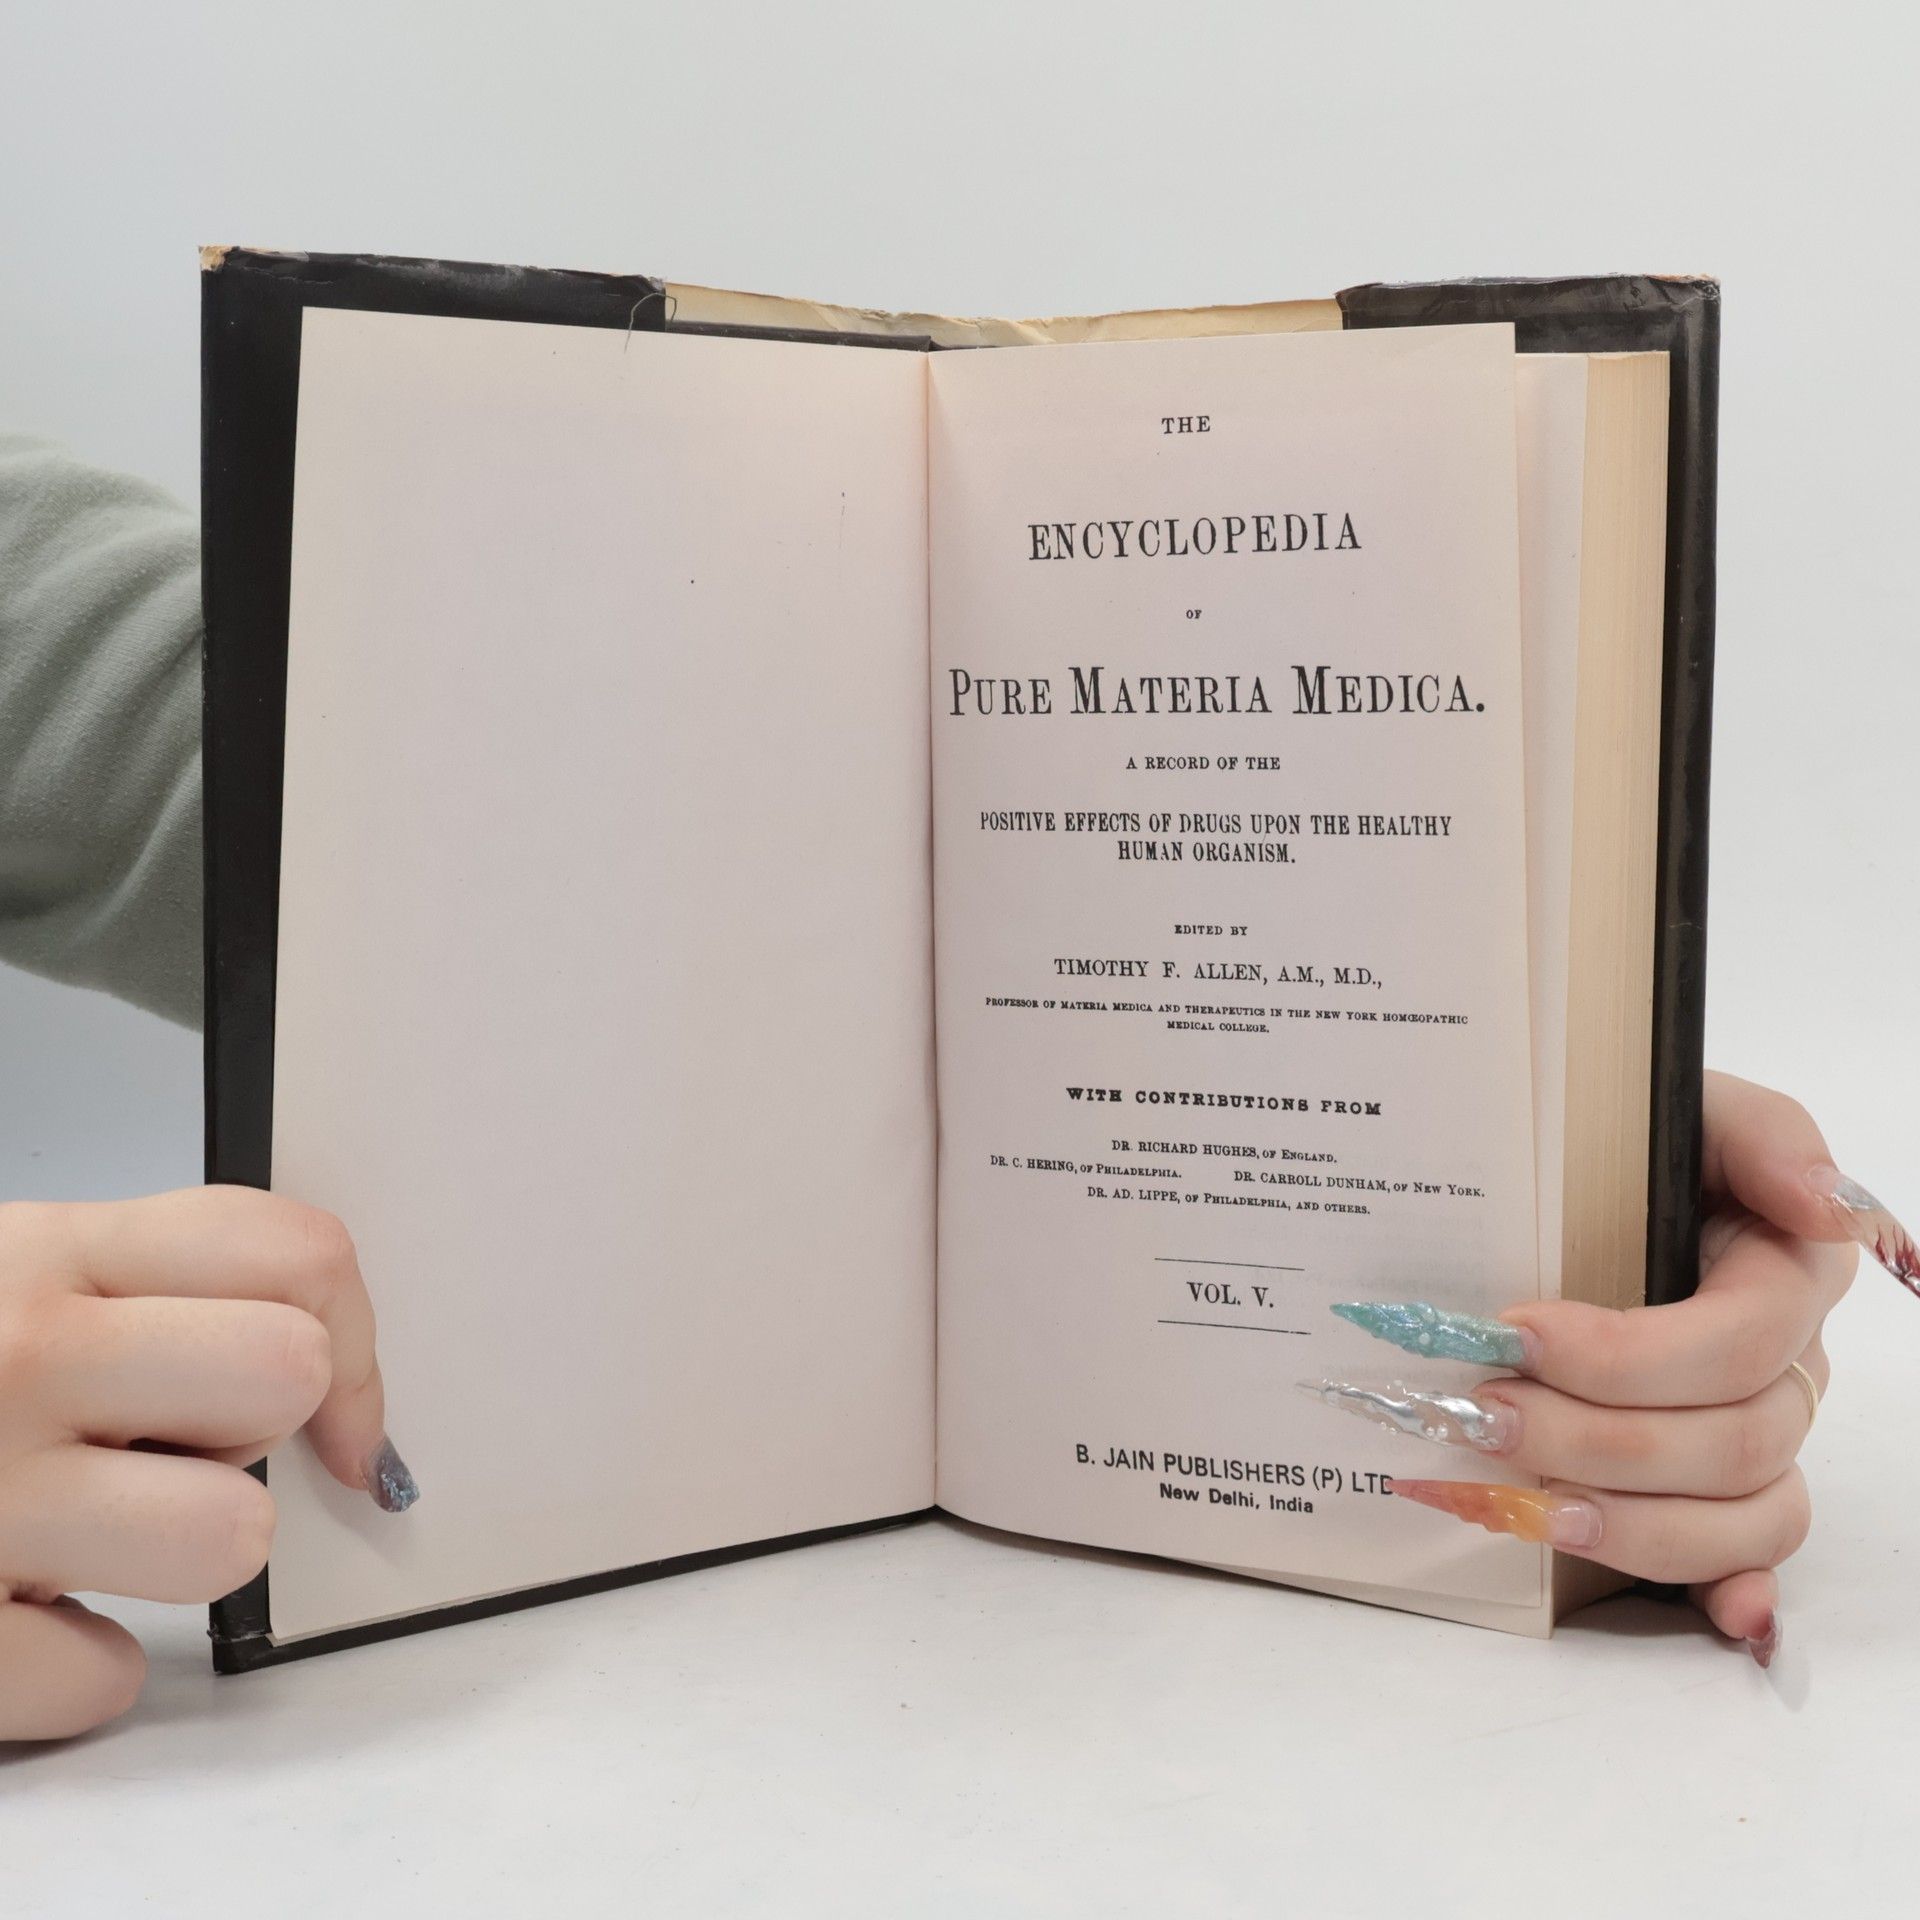 THE
ENCYCLOPEDIA
OF
PURE MATERIA MEDICA.
A RECORD OF THE
POSITIVE EFFECTS OF DRUGS UPON THE HEALTHY
HUMAN ORGANISM.
EDITED BY
TIMOTHY F. ALLEN, A.M., M.D.,
PROFESSOR OF MATERIA MEDICA AND THERAPEUTICS IN THE NEW YORK HOMŒOPATHIC
MEDICAL COLLEGE.
WITH CONTRIBUTIONS FROM
DR. RICHARD HUGHES, OF ENGLAND.
DR. C. HERING, OF PHILADELPHIA. DR. CARROLL DUNHAM, OF NEW YORK.
DR. AD. LIPPE, OF PHILADELPHIA, AND OTHERS.
VOL. V.
B. JAIN PUBLISHERS (P) LTD
New Delhi, India